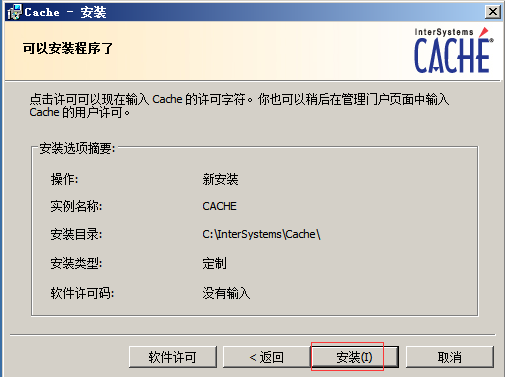 Cache - 安装
可以安装程序了
InterSystems
CACHÉ
点击许可可以现在输入 Cache 的许可字符。你也可以稍后在管理门户页面中输入
Cache 的用户许可。
安装选项摘要:
操作: 新安装
实例名称: CACHE
安装目录: C:\InterSystems\Cache\
安装类型: 定制
软件许可码: 没有输入
软件许可 < 返回 安装(I) 取消